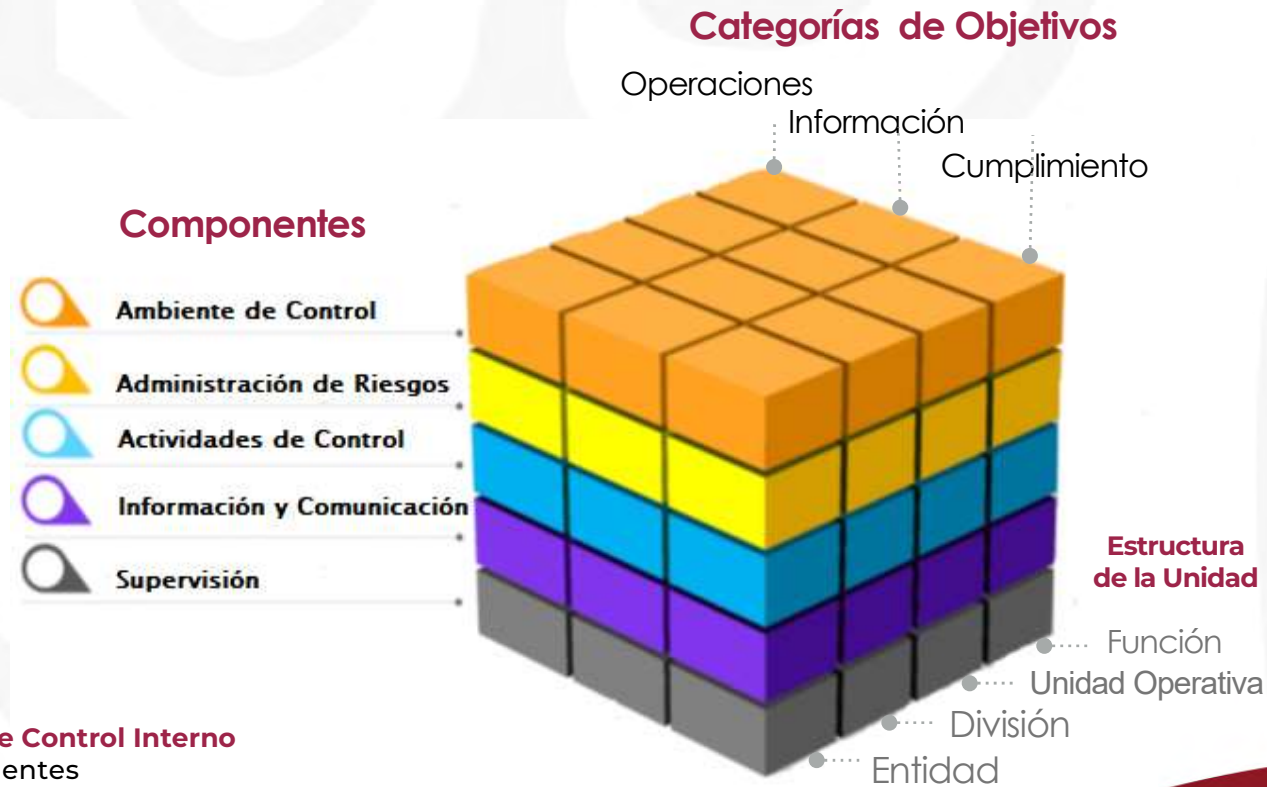 Categorías de Objetivos
Operaciones
Información
Cumplimiento
Componentes
Ambiente de Control
Administración de Riesgos
Actividades de Control
Información y Comunicación
Supervisión
Estructura
de la Unidad
Función
Unidad Operativa
División
Entidad
e Control Interno
entes